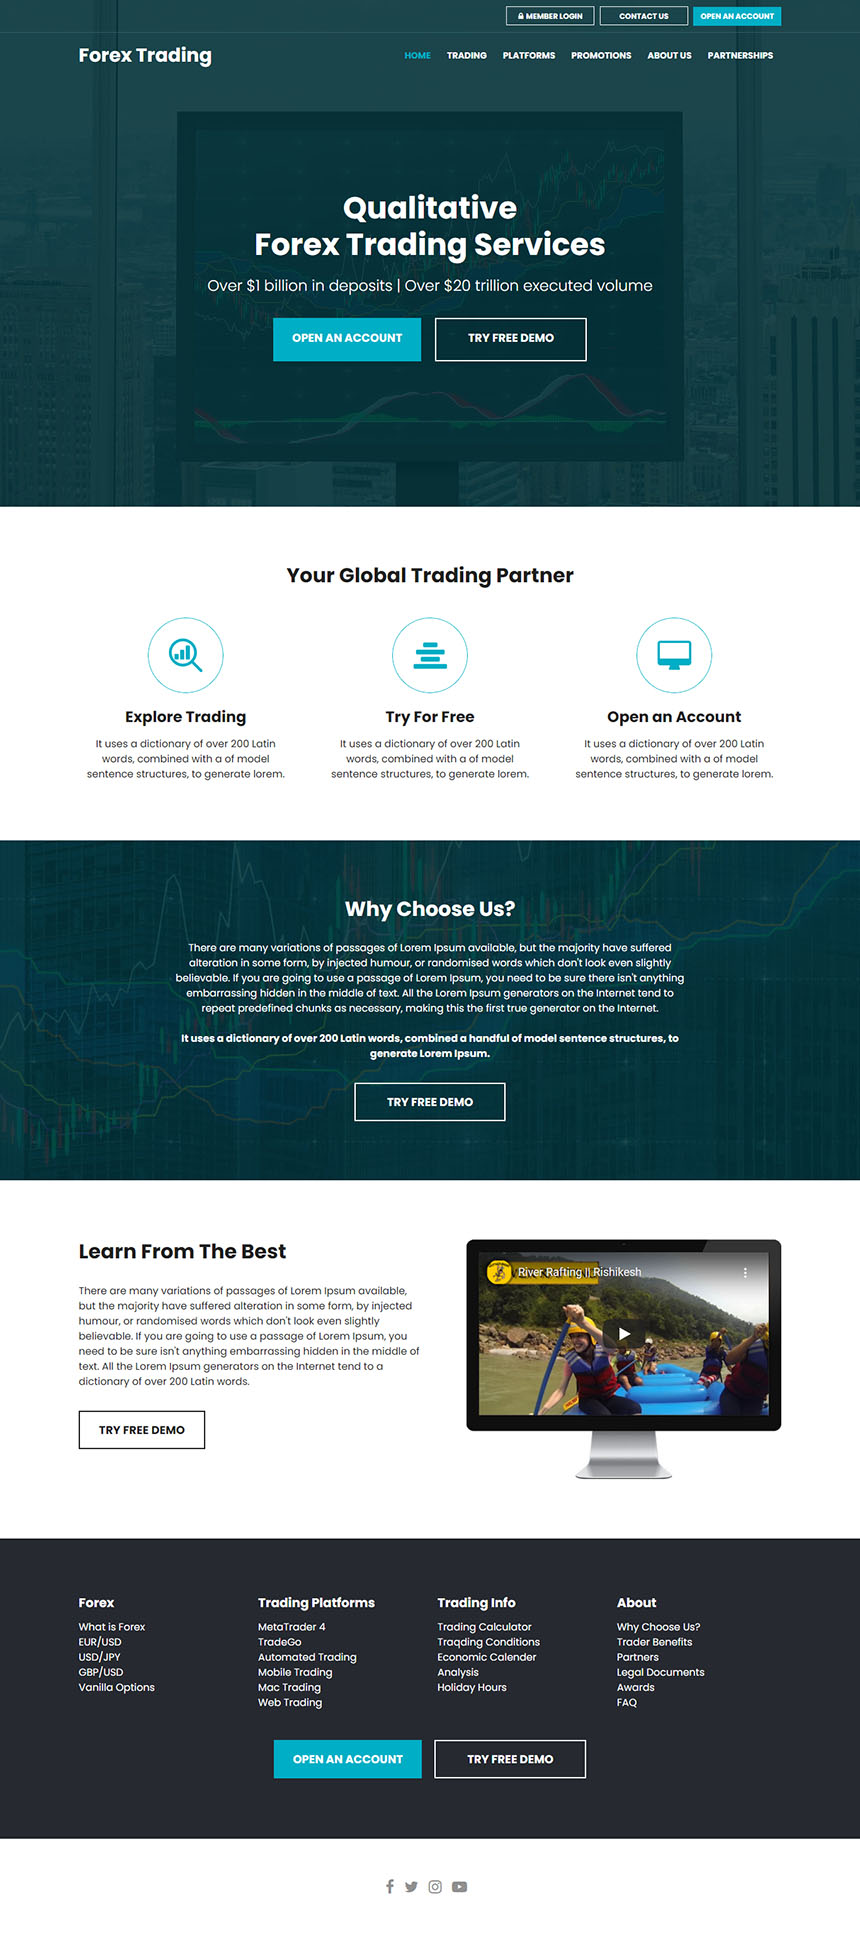 MEMBER LOGIN
CONTACT US
OPEN AN ACCOUNT
Forex Trading
HOME
TRADING
PLATFORMS
PROMOTIONS
ABOUT US
PARTNERSHIPS
Qualitative
Forex Trading Services
Over $1 billion in deposits | Over $20 trillion executed volume
OPEN AN ACCOUNT
TRY FREE DEMO
Your Global Trading Partner
Explore Trading
It uses a dictionary of over 200 Latin
words, combined with a of model
sentence structures, to generate lorem.
Try For Free
It uses a dictionary of over 200 Latin
words, combined with a of model
sentence structures, to generate lorem.
Open an Account
It uses a dictionary of over 200 Latin
words, combined with a of model
sentence structures, to generate lorem.
Why Choose Us?
There are many variations of passages of Lorem Ipsum available, but the majority have suffered
alteration in some form, by injected humour, or randomised words which don't look even slightly
believable. If you are going to use a passage of Lorem Ipsum, you need to be sure there isn't anything
embarrassing hidden in the middle of text. All the Lorem Ipsum generators on the Internet tend to
repeat predefined chunks as necessary, making this the first true generator on the Internet.
It uses a dictionary of over 200 Latin words, combined a handful of model sentence structures, to
generate Lorem Ipsum.
TRY FREE DEMO
Learn From The Best
There are many variations of passages of Lorem Ipsum available,
but the majority have suffered alteration in some form, by injected
humour, or randomised words which don't look even slightly
believable. If you are going to use a passage of Lorem Ipsum, you
need to be sure isn't anything embarrassing hidden in the middle of
text. All the Lorem Ipsum generators on the Internet tend to a
dictionary of over 200 Latin words.
TRY FREE DEMO
River Rafting || Rishikesh
Forex
What is Forex
EUR/USD
USD/JPY
GBP/USD
Vanilla Options
Trading Platforms
MetaTrader 4
TradeGo
Automated Trading
Mobile Trading
Mac Trading
Web Trading
Trading Info
Trading Calculator
Traqding Conditions
Economic Calender
Analysis
Holiday Hours
About
Why Choose Us?
Trader Benefits
Partners
Legal Documents
Awards
FAQ
OPEN AN ACCOUNT
TRY FREE DEMO